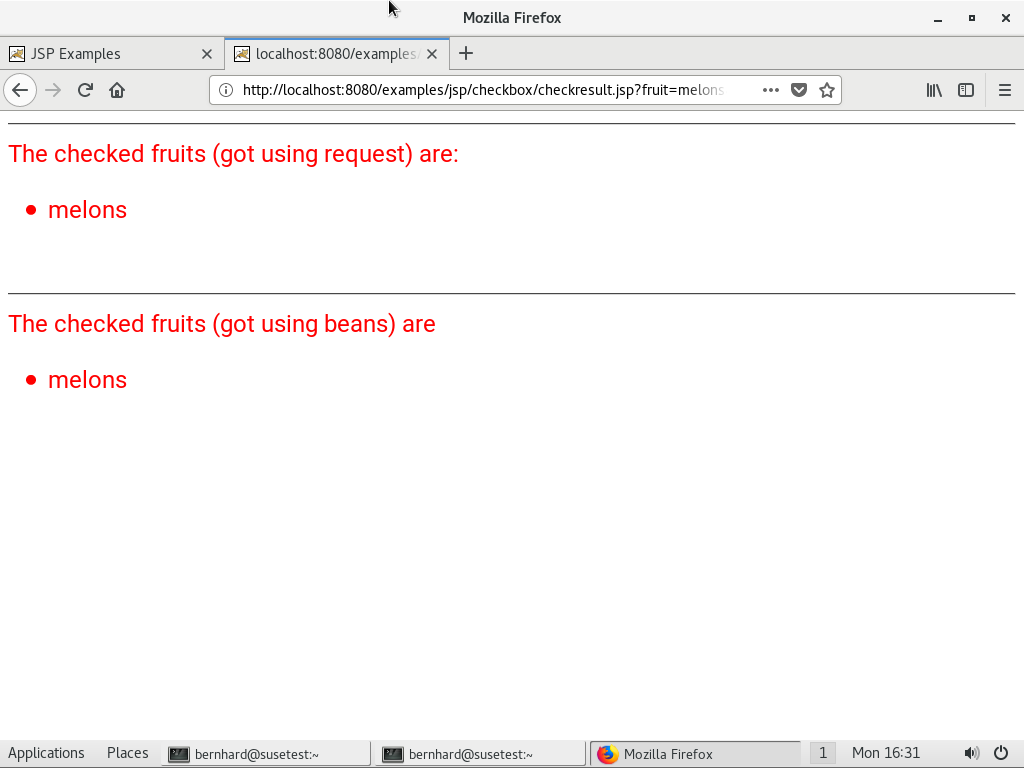 Mozilla Firefox
JSP Examples
localhost:8080/examples/
http://localhost:8080/examples/jsp/checkbox/checkresult.jsp?fruit=melons
The checked fruits (got using request) are:
melons
The checked fruits (got using beans) are
melons
Applications Places bernhard@susetest:~ bernhard@susetest:~ Mozilla Firefox 1 Mon 16:31